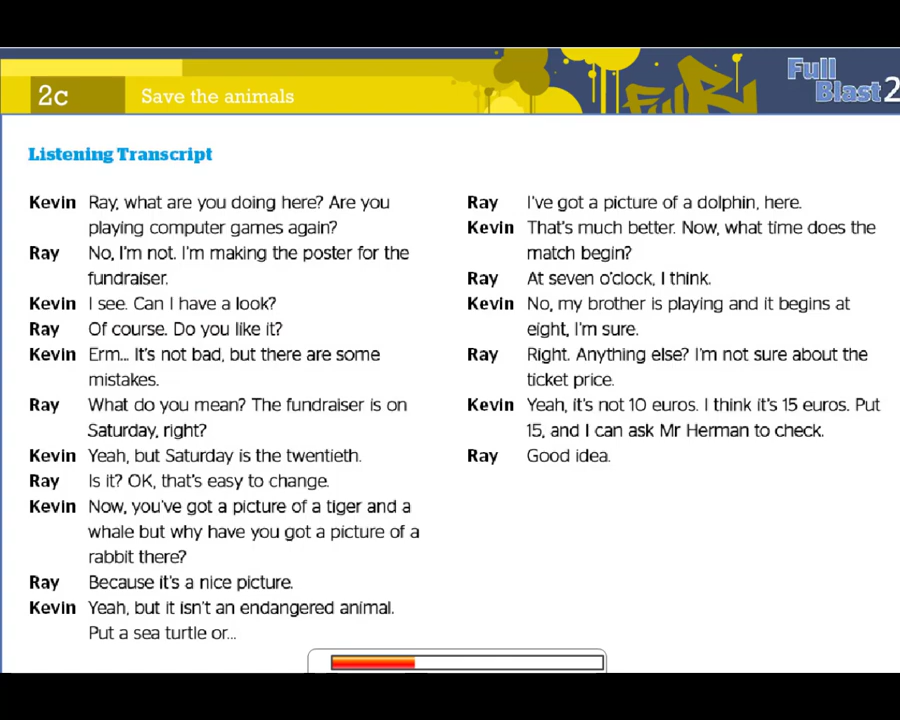 2c Save the animals
Full
Blast 2
Listening Transcript
Kevin Ray, what are you doing here? Are you
playing computer games again?
Ray No, I'm not. I'm making the poster for the
fundraiser.
Kevin I see. Can I have a look?
Ray Of course. Do you like it?
Kevin Erm... It's not bad, but there are some
mistakes.
Ray What do you mean? The fundraiser is on
Saturday, right?
Kevin Yeah, but Saturday is the twentieth.
Ray Is it? OK, that's easy to change.
Kevin Now, you've got a picture of a tiger and a
whale but why have you got a picture of a
rabbit there?
Ray Because it's a nice picture.
Kevin Yeah, but it isn't an endangered animal.
Put a sea turtle or...
Ray I've got a picture of a dolphin, here.
Kevin That's much better. Now, what time does the
match begin?
Ray At seven o'clock, I think.
Kevin No, my brother is playing and it begins at
eight, I'm sure.
Ray Right. Anything else? I'm not sure about the
ticket price.
Kevin Yeah, it's not 10 euros. I think it's 15 euros. Put
15, and I can ask Mr Herman to check.
Ray Good idea.